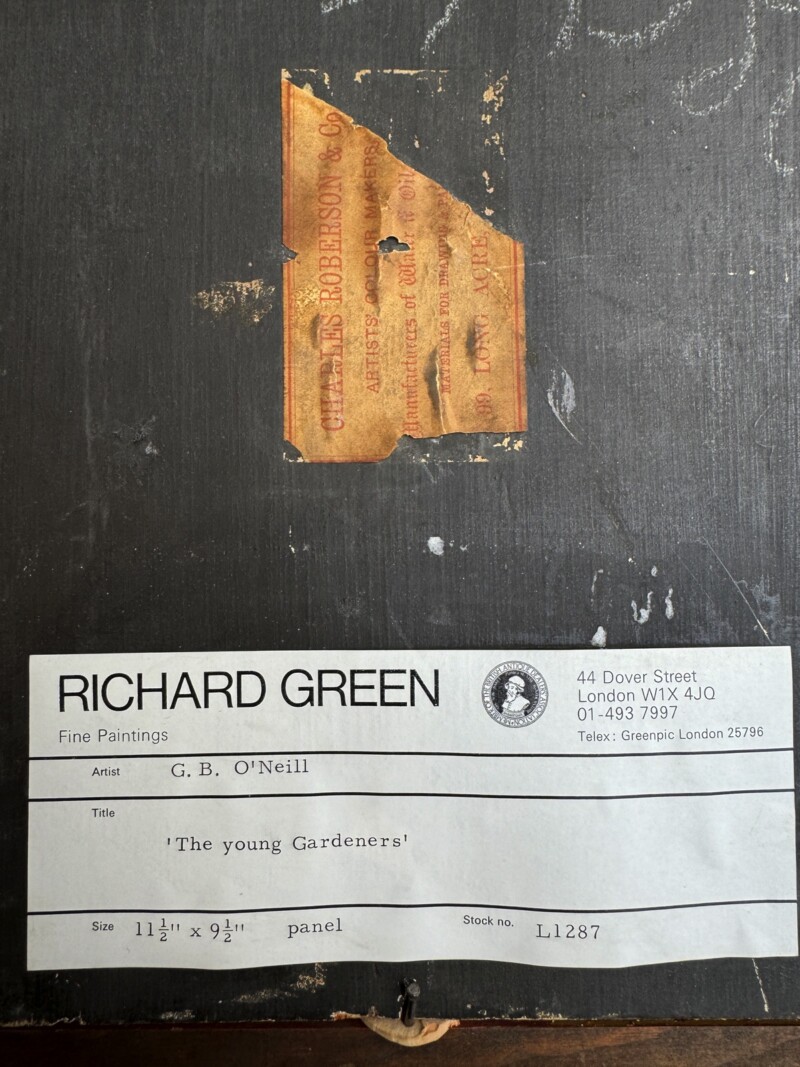 CHARLES ROBERSON & Co
ARTISTS' COLOUR MAKERS,
Manufacturers of Water & Oil
MATERIALS FOR DRAWING &
99, LONG ACRE
RICHARD GREEN
Fine Paintings
44 Dover Street
London W1X 4JQ
01-493 7997
Telex: Greenpic London 25796
Artist G. B. O'Neill
Title
'The young Gardeners'
Size 11½" x 9½" panel Stock no. L1287